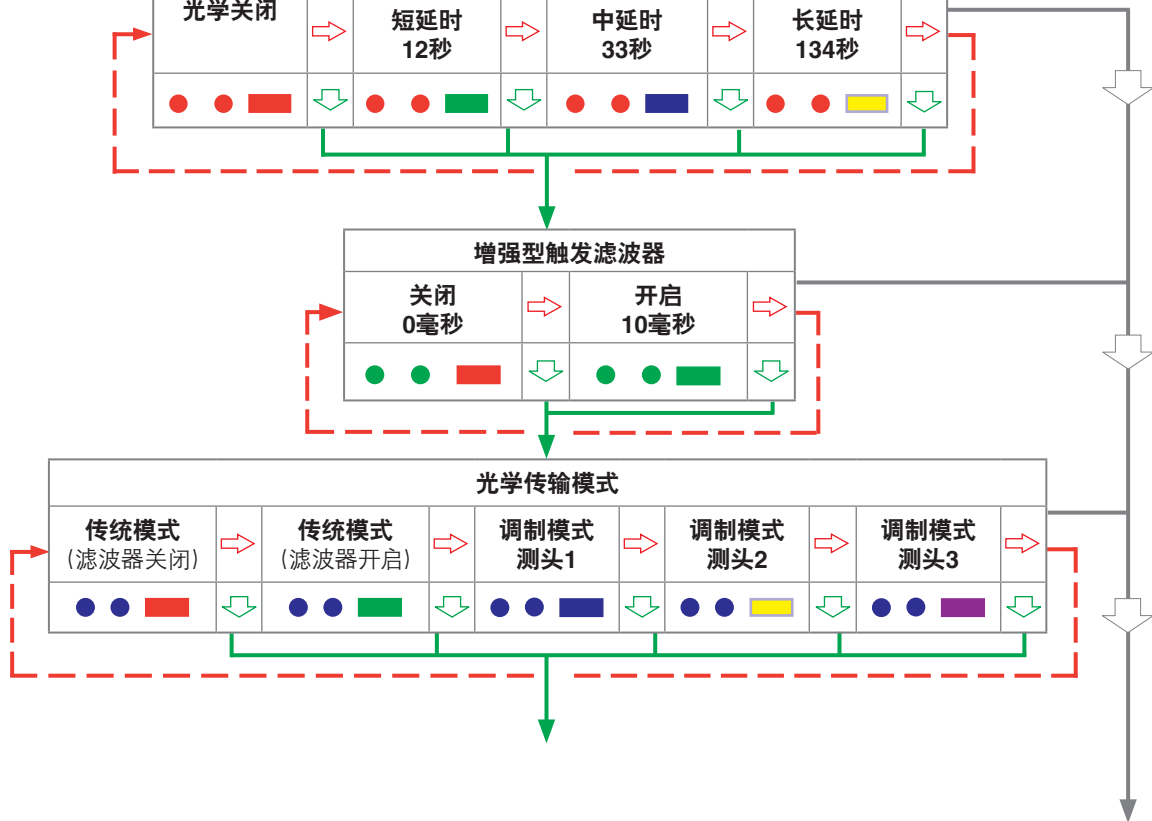 光学关闭
短延时
12秒
中延时
33秒
长延时
134秒
增强型触发滤波器
关闭
0毫秒
开启
10毫秒
光学传输模式
传统模式
(滤波器关闭)
传统模式
(滤波器开启)
调制模式
测头1
调制模式
测头2
调制模式
测头3